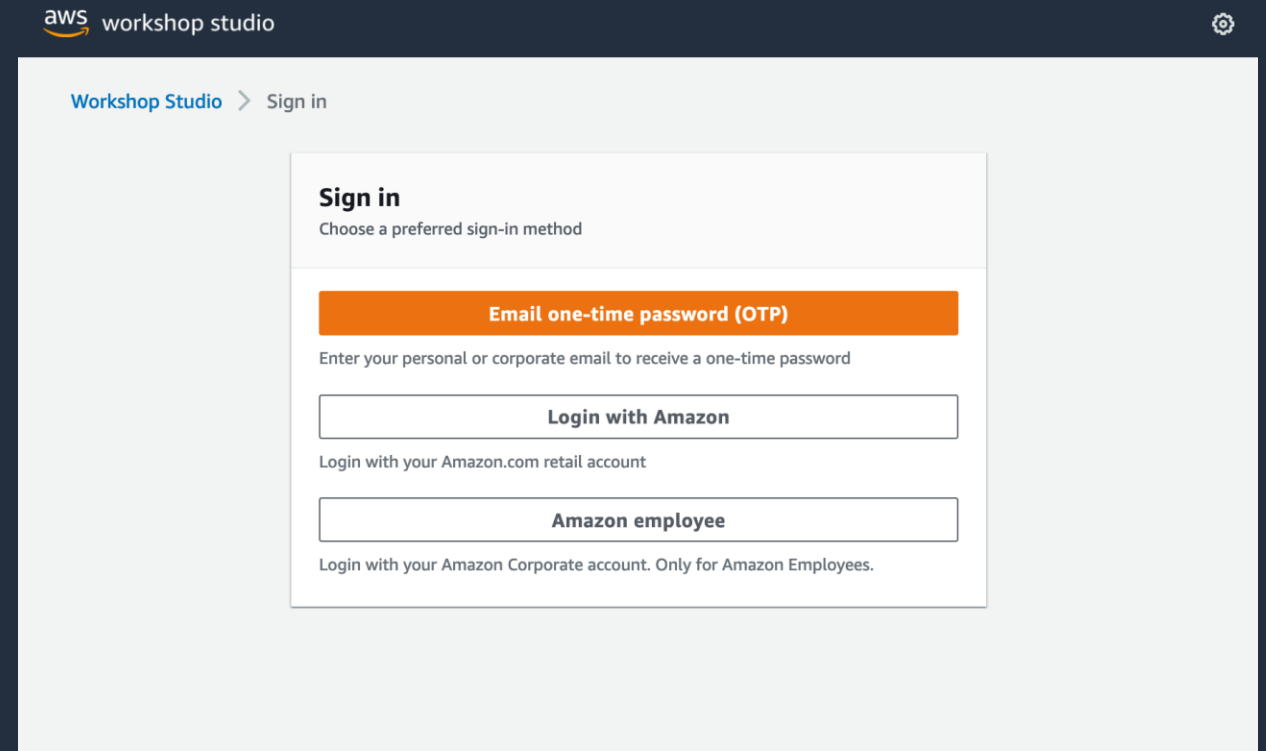 aws workshop studio
Workshop Studio > Sign in
Sign in
Choose a preferred sign-in method
Email one-time password (OTP)
Enter your personal or corporate email to receive a one-time password
Login with Amazon
Login with your Amazon.com retail account
Amazon employee
Login with your Amazon Corporate account. Only for Amazon Employees.